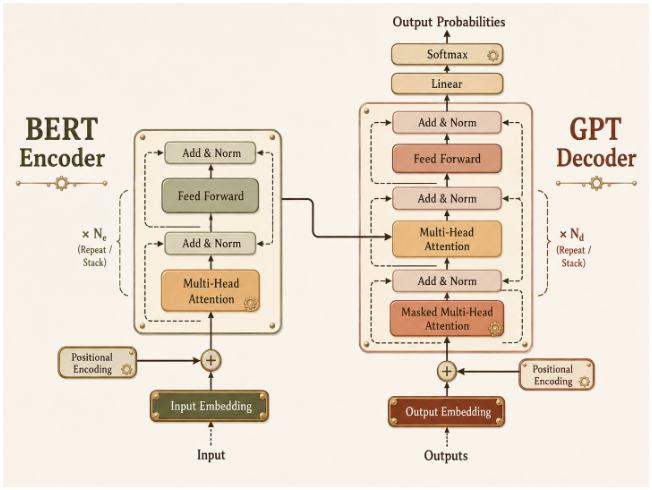 Output Probabilities
Softmax
Linear
BERT
Encoder
Add & Norm
Feed Forward
Add & Norm
Multi-Head
Attention
× Ne
(Repeat /
Stack)
Positional
Encoding
+
Input Embedding
Input
GPT
Decoder
Add & Norm
Feed Forward
Add & Norm
Multi-Head
Attention
Add & Norm
Masked Multi-Head
Attention
× Nd
(Repeat /
Stack)
+
Positional
Encoding
Output Embedding
Outputs